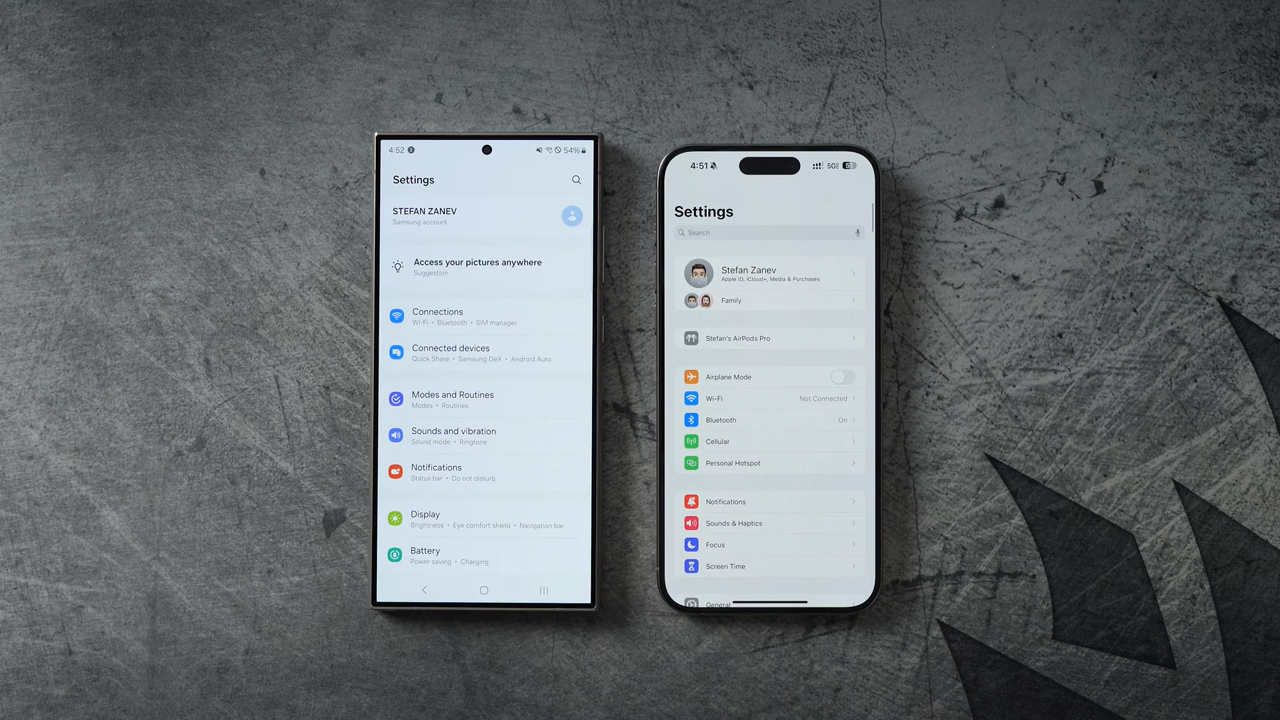 4:52
54%
Settings
STEFAN ZANEV
Samsung account
Access your pictures anywhere
Suggestion
Connections
Wi-Fi • Bluetooth • SIM manager
Connected devices
Quick Share • Samsung DeX • Android Auto
Modes and Routines
Modes • Routines
Sounds and vibration
Sound mode • Ringtone
Notifications
Status bar • Do not disturb
Display
Brightness • Eye comfort shield • Navigation bar
Battery
Power saving • Charging
4:51
5G
Settings
Search
Stefan Zanev
Apple ID, iCloud+, Media & Purchases
Family
Stefan's AirPods Pro
Airplane Mode
Wi-Fi Not Connected
Bluetooth On
Cellular
Personal Hotspot
Notifications
Sounds & Haptics
Focus
Screen Time
General